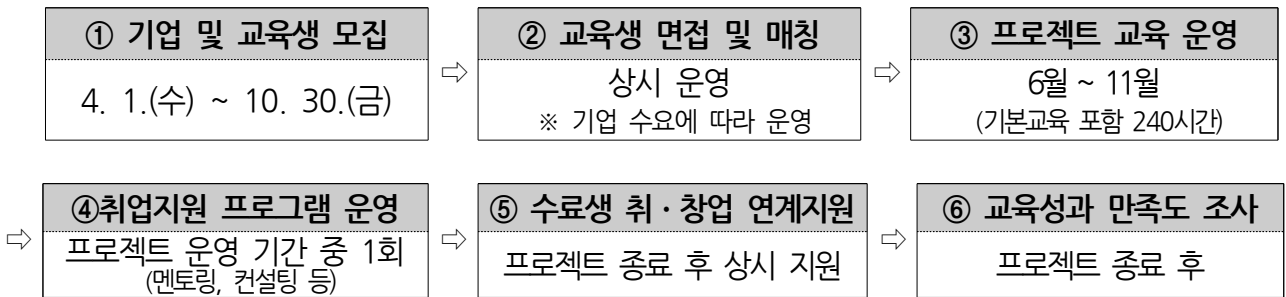 ① 기업 및 교육생 모집
4. 1.(수) ~ 10. 30.(금)
⇨
② 교육생 면접 및 매칭
상시 운영
※ 기업 수요에 따라 운영
⇨
③ 프로젝트 교육 운영
6월 ~ 11월
(기본교육 포함 240시간)
⇨
④취업지원 프로그램 운영
프로젝트 운영 기간 중 1회
(멘토링, 컨설팅 등)
⇨
⑤ 수료생 취·창업 연계지원
프로젝트 종료 후 상시 지원
⇨
⑥ 교육성과 만족도 조사
프로젝트 종료 후